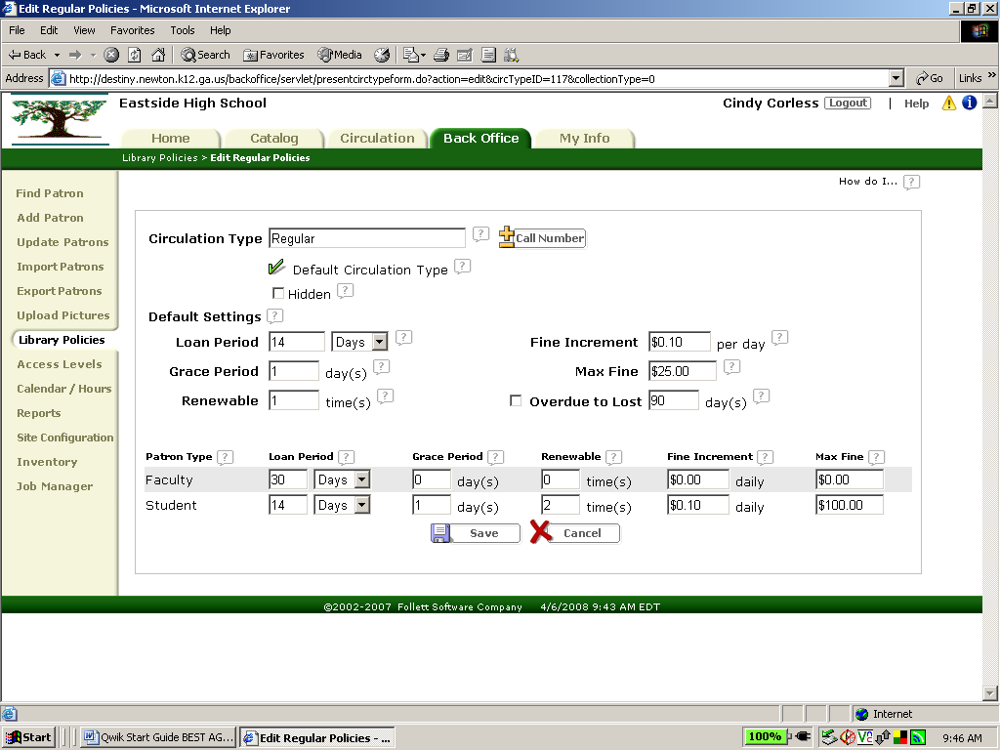 Edit Regular Policies - Microsoft Internet Explorer
File Edit View Favorites Tools Help
Back Search Favorites Media
Address http://destiny.newton.k12.ga.us/backoffice/servlet/presentcirctypeform.do?action=edit&circTypeID=117&collectionType=0 Go Links »
Eastside High School Cindy Corless Logout | Help
Home Catalog Circulation Back Office My Info
Library Policies > Edit Regular Policies
How do I... ?
Find Patron
Add Patron
Update Patrons
Import Patrons
Export Patrons
Upload Pictures
Library Policies
Access Levels
Calendar / Hours
Reports
Site Configuration
Inventory
Job Manager
Circulation Type Regular ? Call Number
Default Circulation Type ?
Hidden ?
Default Settings ?
Loan Period 14 Days ? Fine Increment $0.10 per day ?
Grace Period 1 day(s) ? Max Fine $25.00 ?
Renewable 1 time(s) ? Overdue to Lost 90 day(s) ?
Patron Type ? Loan Period ? Grace Period ? Renewable ? Fine Increment ? Max Fine ?
Faculty 30 Days 0 day(s) 0 time(s) $0.00 daily $0.00
Student 14 Days 1 day(s) 2 time(s) $0.10 daily $100.00
Save Cancel
©2002-2007 Follett Software Company 4/6/2008 9:43 AM EDT
Internet
Start Qwik Start Guide BEST AG... Edit Regular Policies - ... 100% 9:46 AM